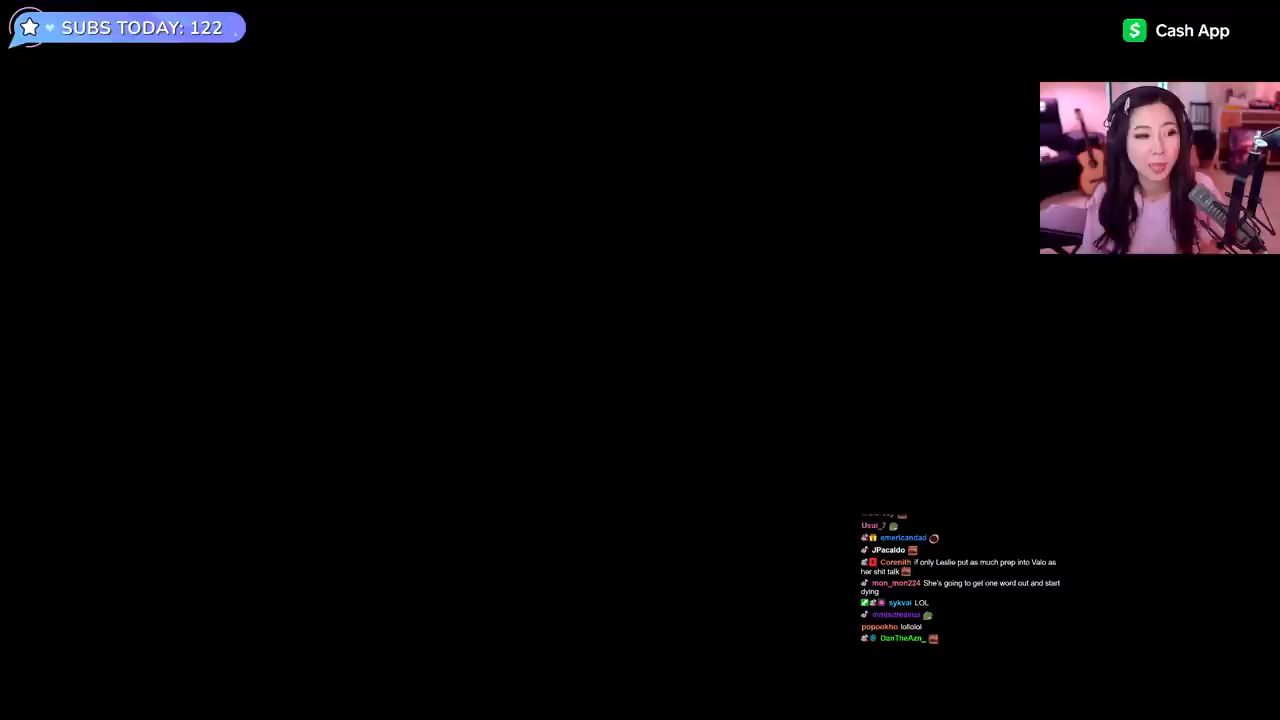 SUBS TODAY: 122
Cash App
Usui_7
emericandad
JPacaldo
Corenith if only Leslie put as much prep into Valo as
her shit talk
mon_mon224 She's going to get one word out and start
dying
sykvai LOL
popookho lollolol
DanTheAzn_